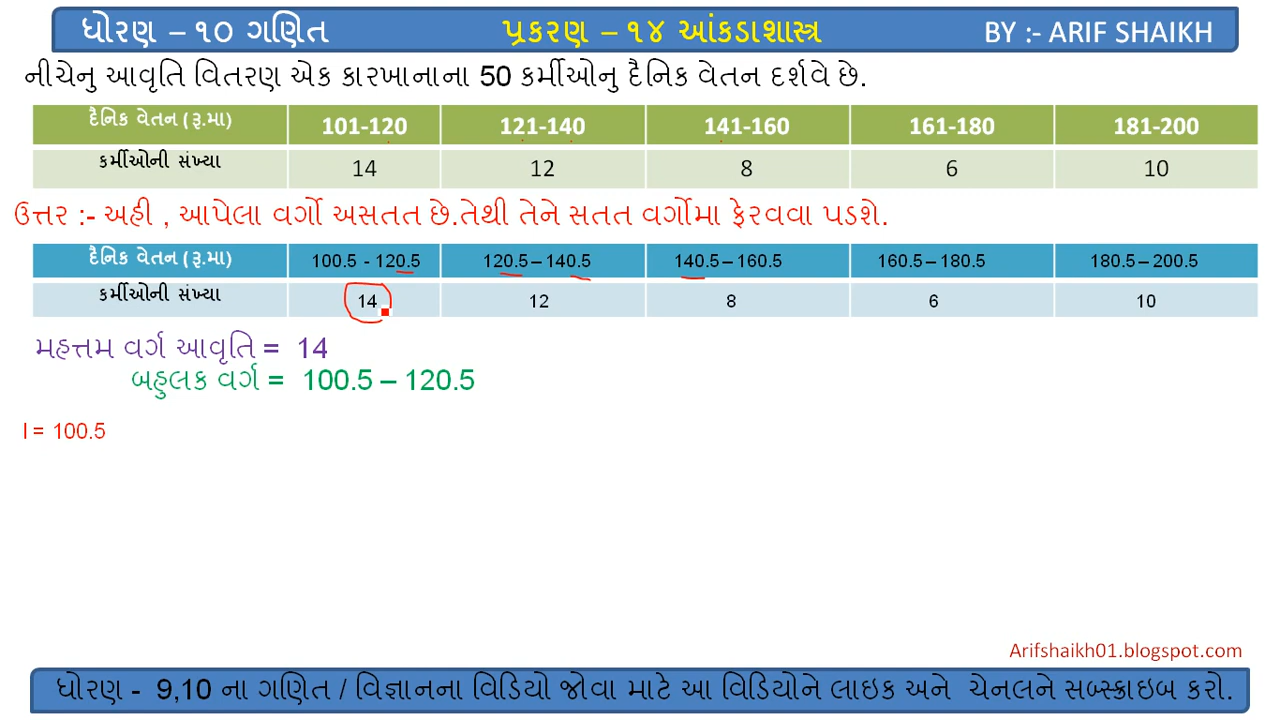 ધોરણ – ૧૦ ગણિત પ્રકરણ – ૧૪ આંકડાશાસ્ત્ર BY :- ARIF SHAIKH
નીચેનુ આવૃતિ વિતરણ એક કારખાનાના 50 કર્મીઓનુ દૈનિક વેતન દર્શવે છે.
દૈનિક વેતન ( રૂ.મા) 101-120 121-140 141-160 161-180 181-200
કર્મીઓની સંખ્યા 14 12 8 6 10
ઉત્તર :- અહી , આપેલા વર્ગો અસતત છે.તેથી તેને સતત વર્ગોમા ફેરવવા પડશે.
દૈનિક વેતન ( રૂ.મા) 100.5 - 120.5 120.5 – 140.5 140.5 – 160.5 160.5 – 180.5 180.5 – 200.5
કર્મીઓની સંખ્યા 14 12 8 6 10
મહત્તમ વર્ગ આવૃતિ = 14
બહુલક વર્ગ = 100.5 – 120.5
l = 100.5
Arifshaikh01.blogspot.com
ધોરણ - 9,10 ના ગણિત / વિજ્ઞાનના વિડિયો જોવા માટે આ વિડિયોને લાઇક અને ચેનલને સબ્સ્ક્રાઇબ કરો.